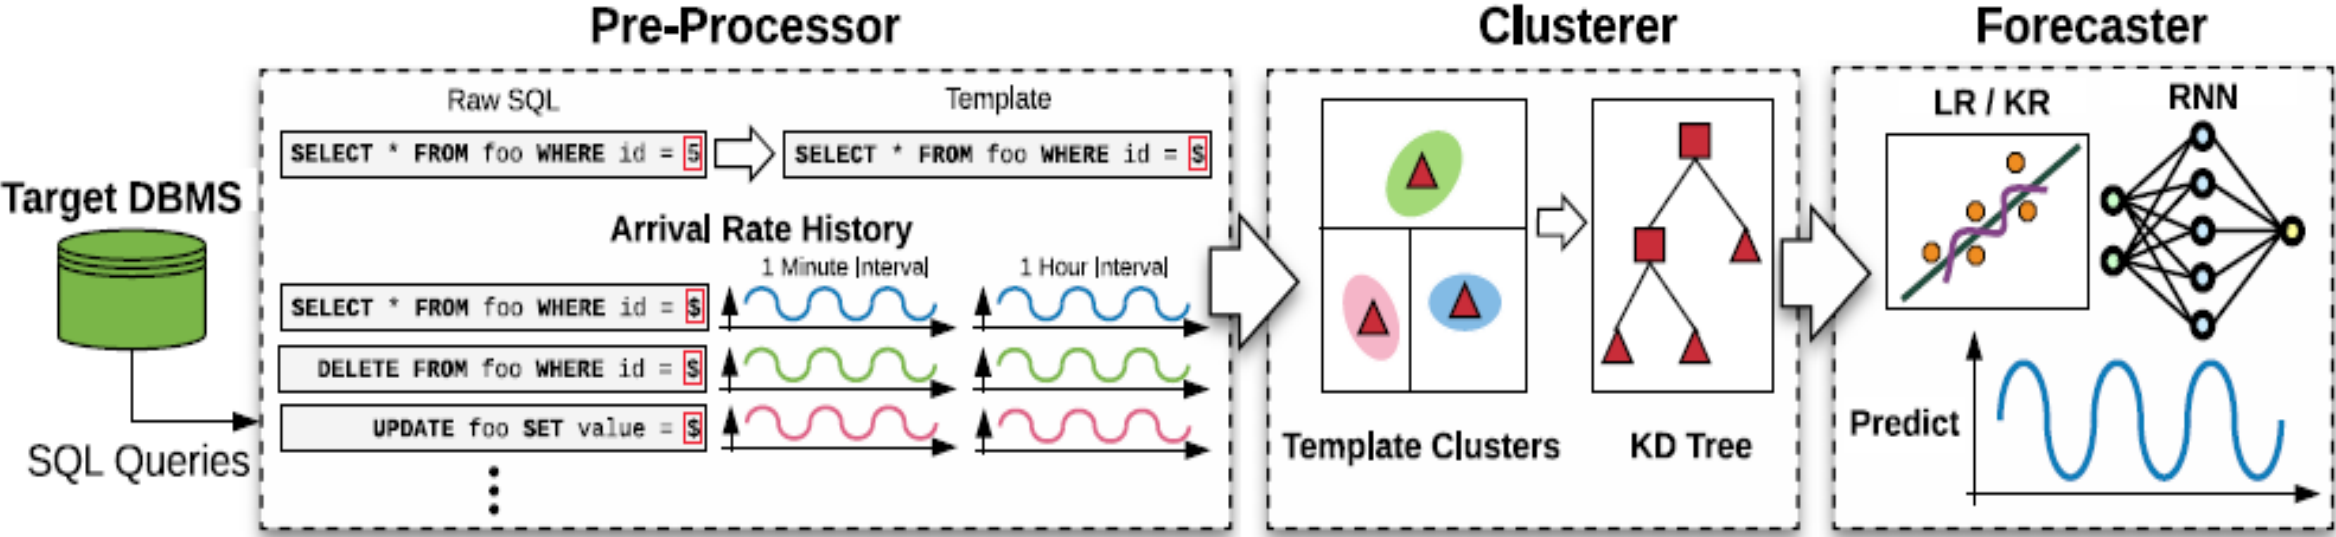 Pre-Processor
Clusterer
Forecaster
Raw SQL
Template
SELECT * FROM foo WHERE id = 5
SELECT * FROM foo WHERE id = $
Target DBMS
SQL Queries
Arrival Rate History
1 Minute Interval
1 Hour Interval
SELECT * FROM foo WHERE id = $
DELETE FROM foo WHERE id = $
UPDATE foo SET value = $
Template Clusters
KD Tree
LR / KR
RNN
Predict